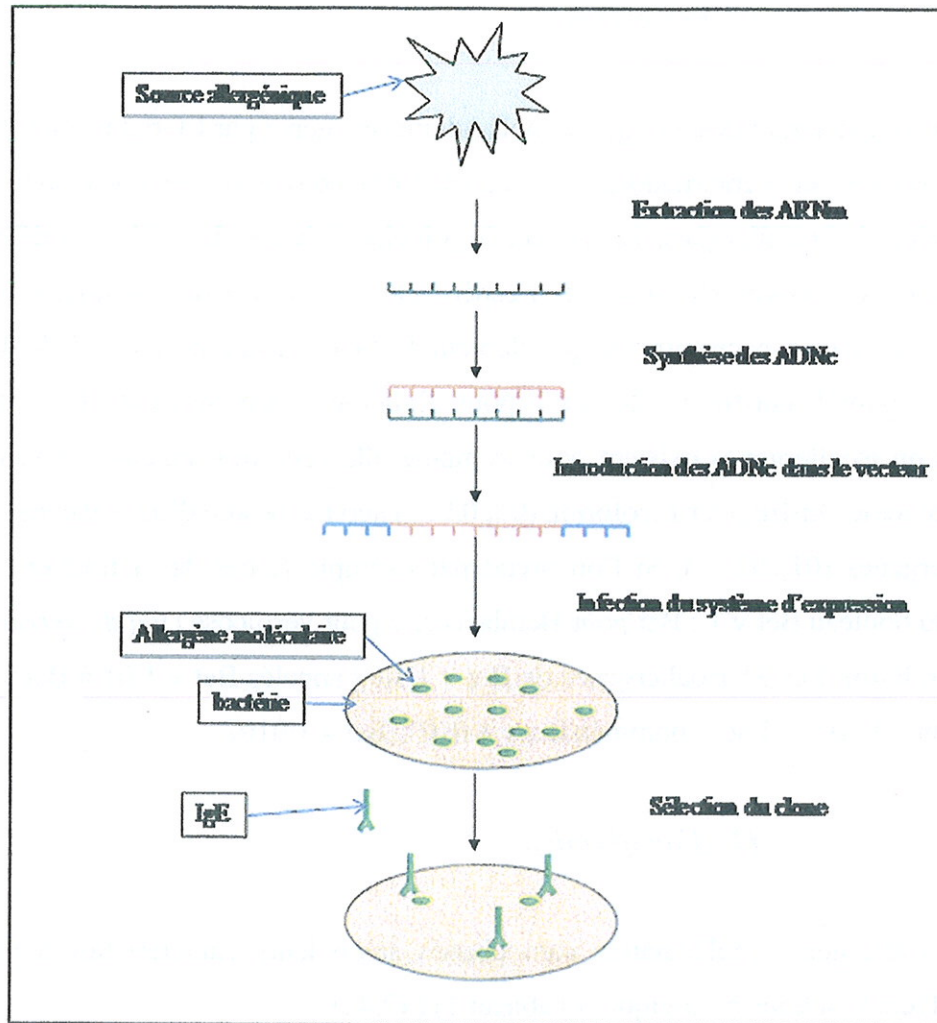 Source allergénique
Extraction des ARNm
Synthèse des ADNc
Introduction des ADNc dans le vecteur
Infection du système d'expression
Allergène moléculaire
bactérie
IgE
Sélection du clone